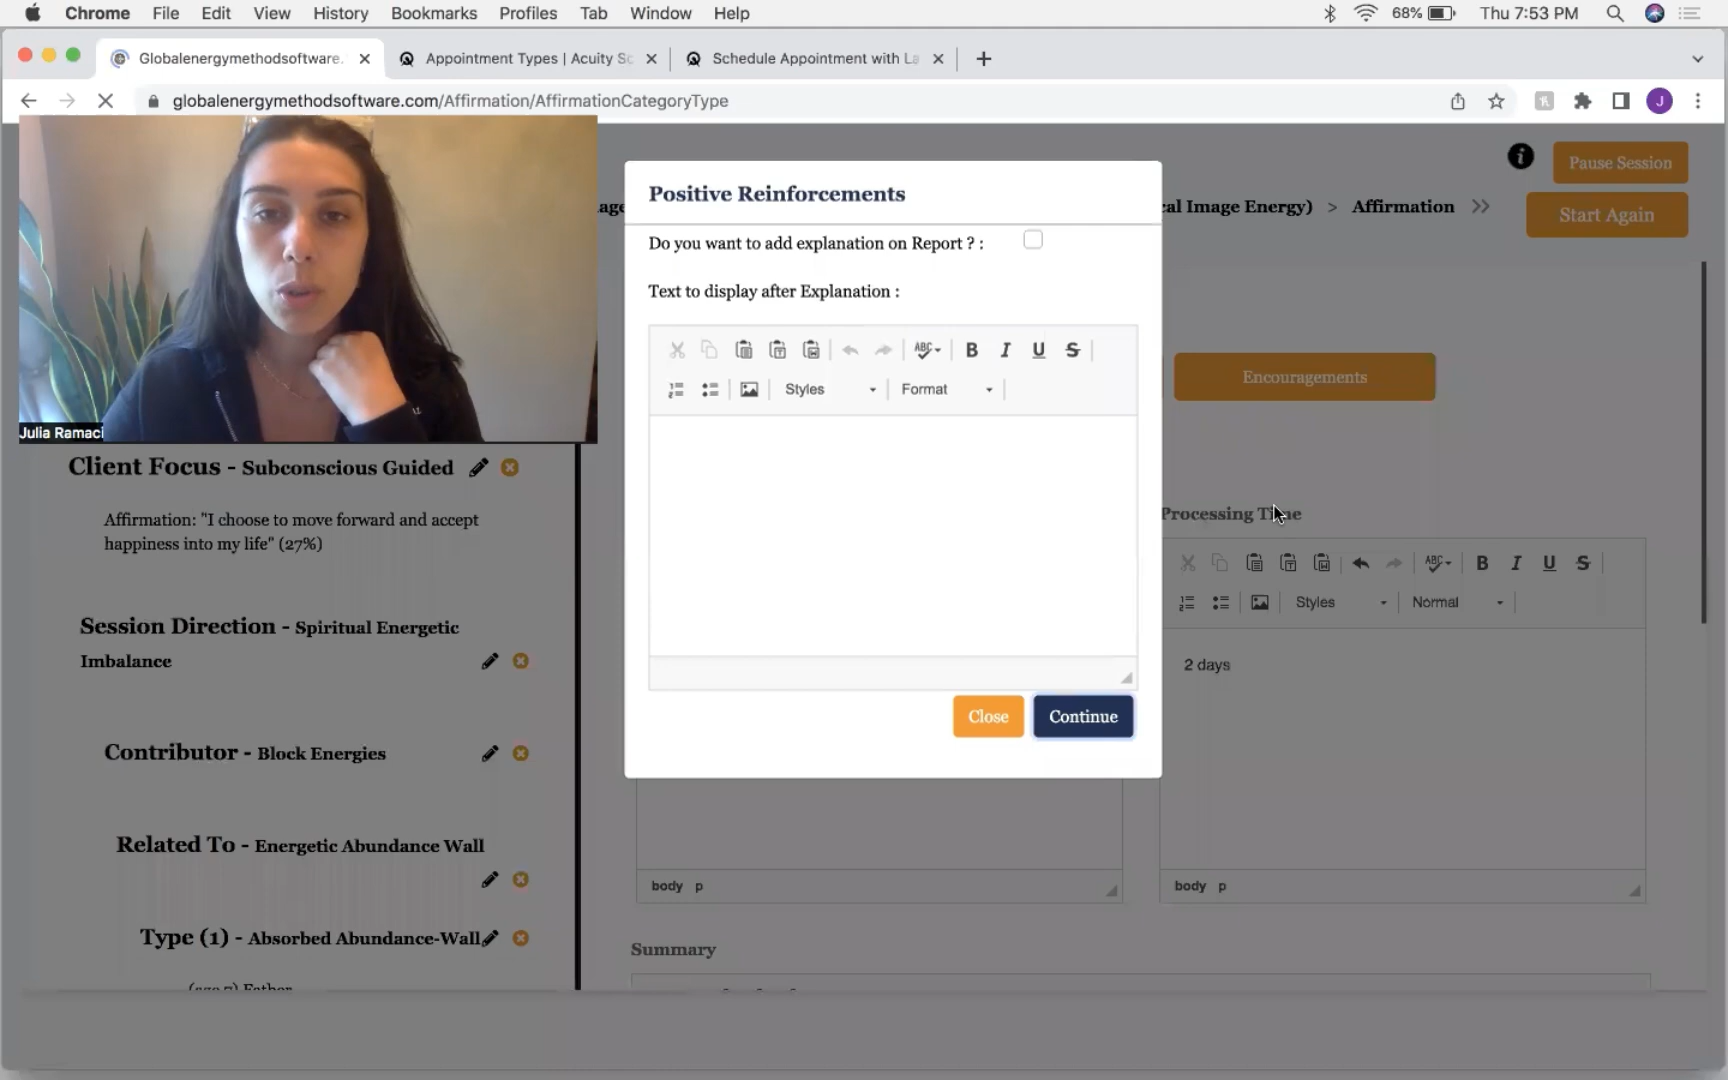 Chrome File Edit View History Bookmarks Profiles Tab Window Help 68% Thu 7:53 PM
Globalenergymethodsoftware. Appointment Types | Acuity Sc Schedule Appointment with La
globalenergymethodsoftware.com/Affirmation/AffirmationCategoryType J
Pause Session
cal Image Energy) > Affirmation >>
Start Again
Positive Reinforcements
Do you want to add explanation on Report ? :
Text to display after Explanation :
ABC B I U S
Styles Format
Close Continue
Julia Ramaci
Client Focus - Subconscious Guided
Affirmation: "I choose to move forward and accept
happiness into my life" (27%)
Session Direction - Spiritual Energetic
Imbalance
Contributor - Block Energies
Related To - Energetic Abundance Wall
Type (1) - Absorbed Abundance-Wall
Encouragements
Processing Time
ABC B I U S
Styles Normal
2 days
body p
body p
Summary